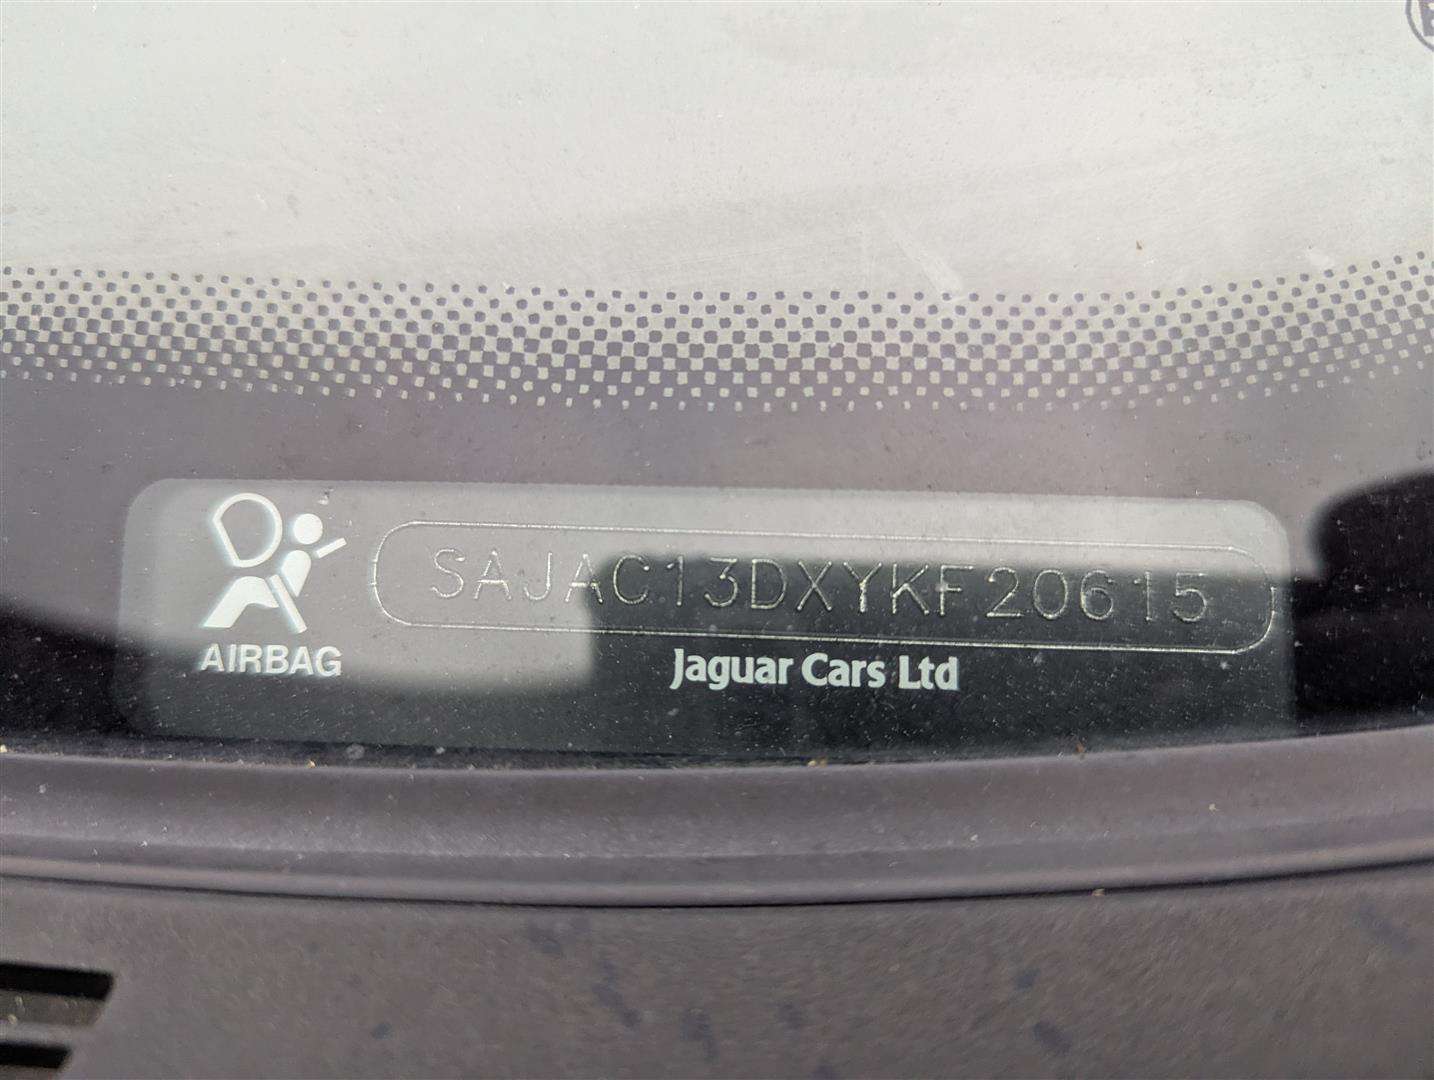 SAJAC13DXYKF20615
AIRBAG
Jaguar Cars Ltd